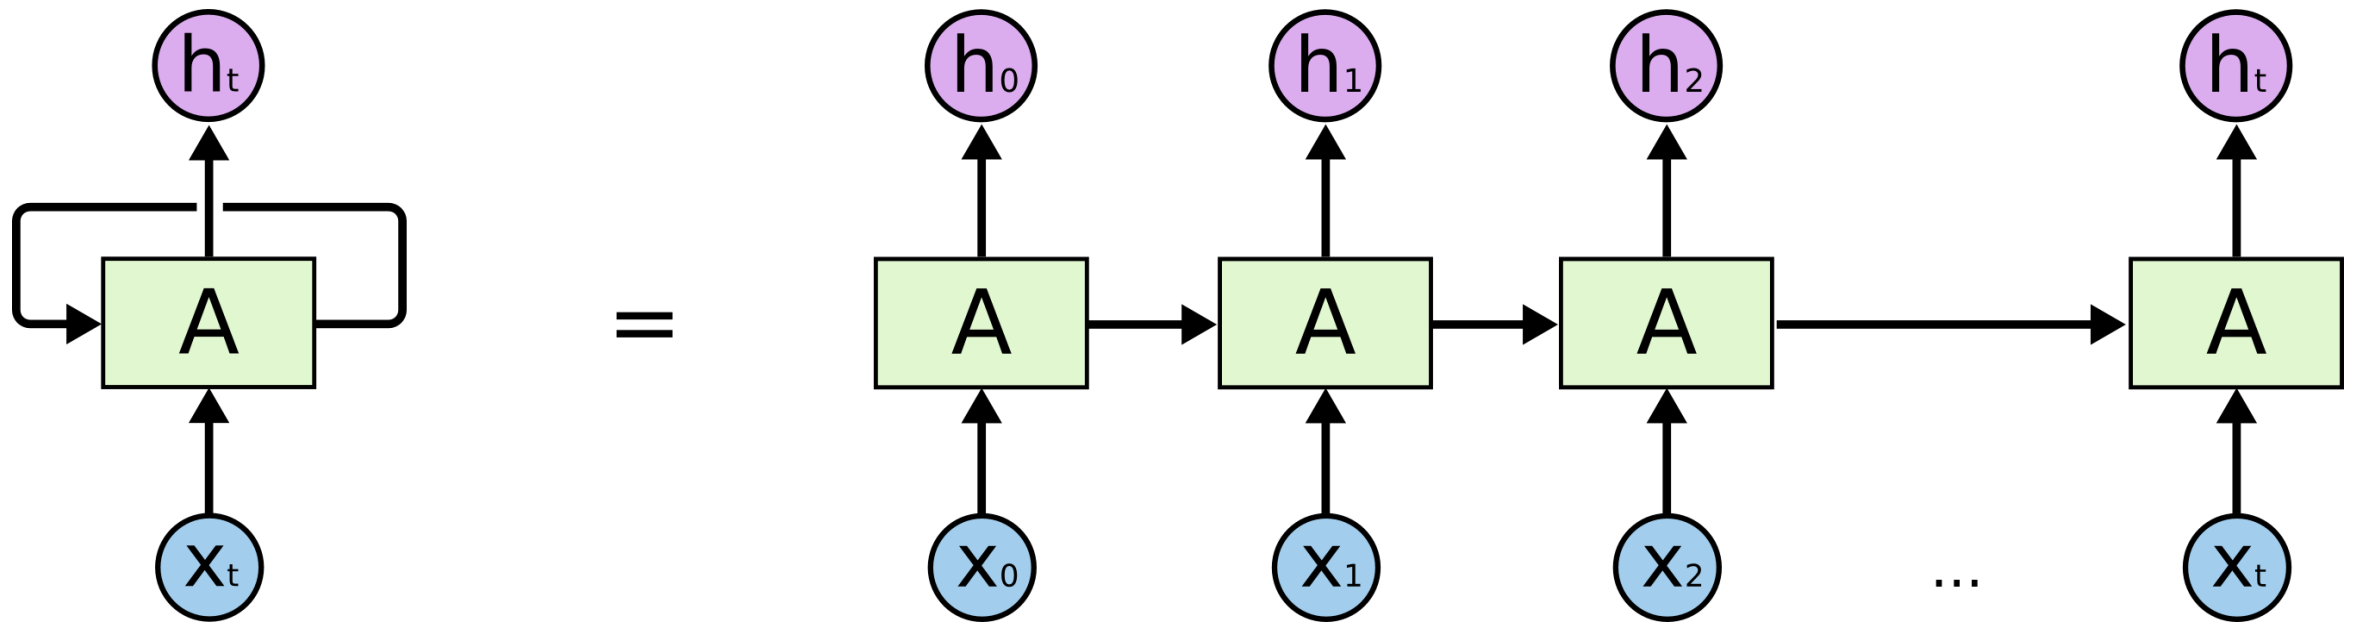 ht h0 h1 h2 ht
A = A A A A
xt x0 x1 x2 ... xt